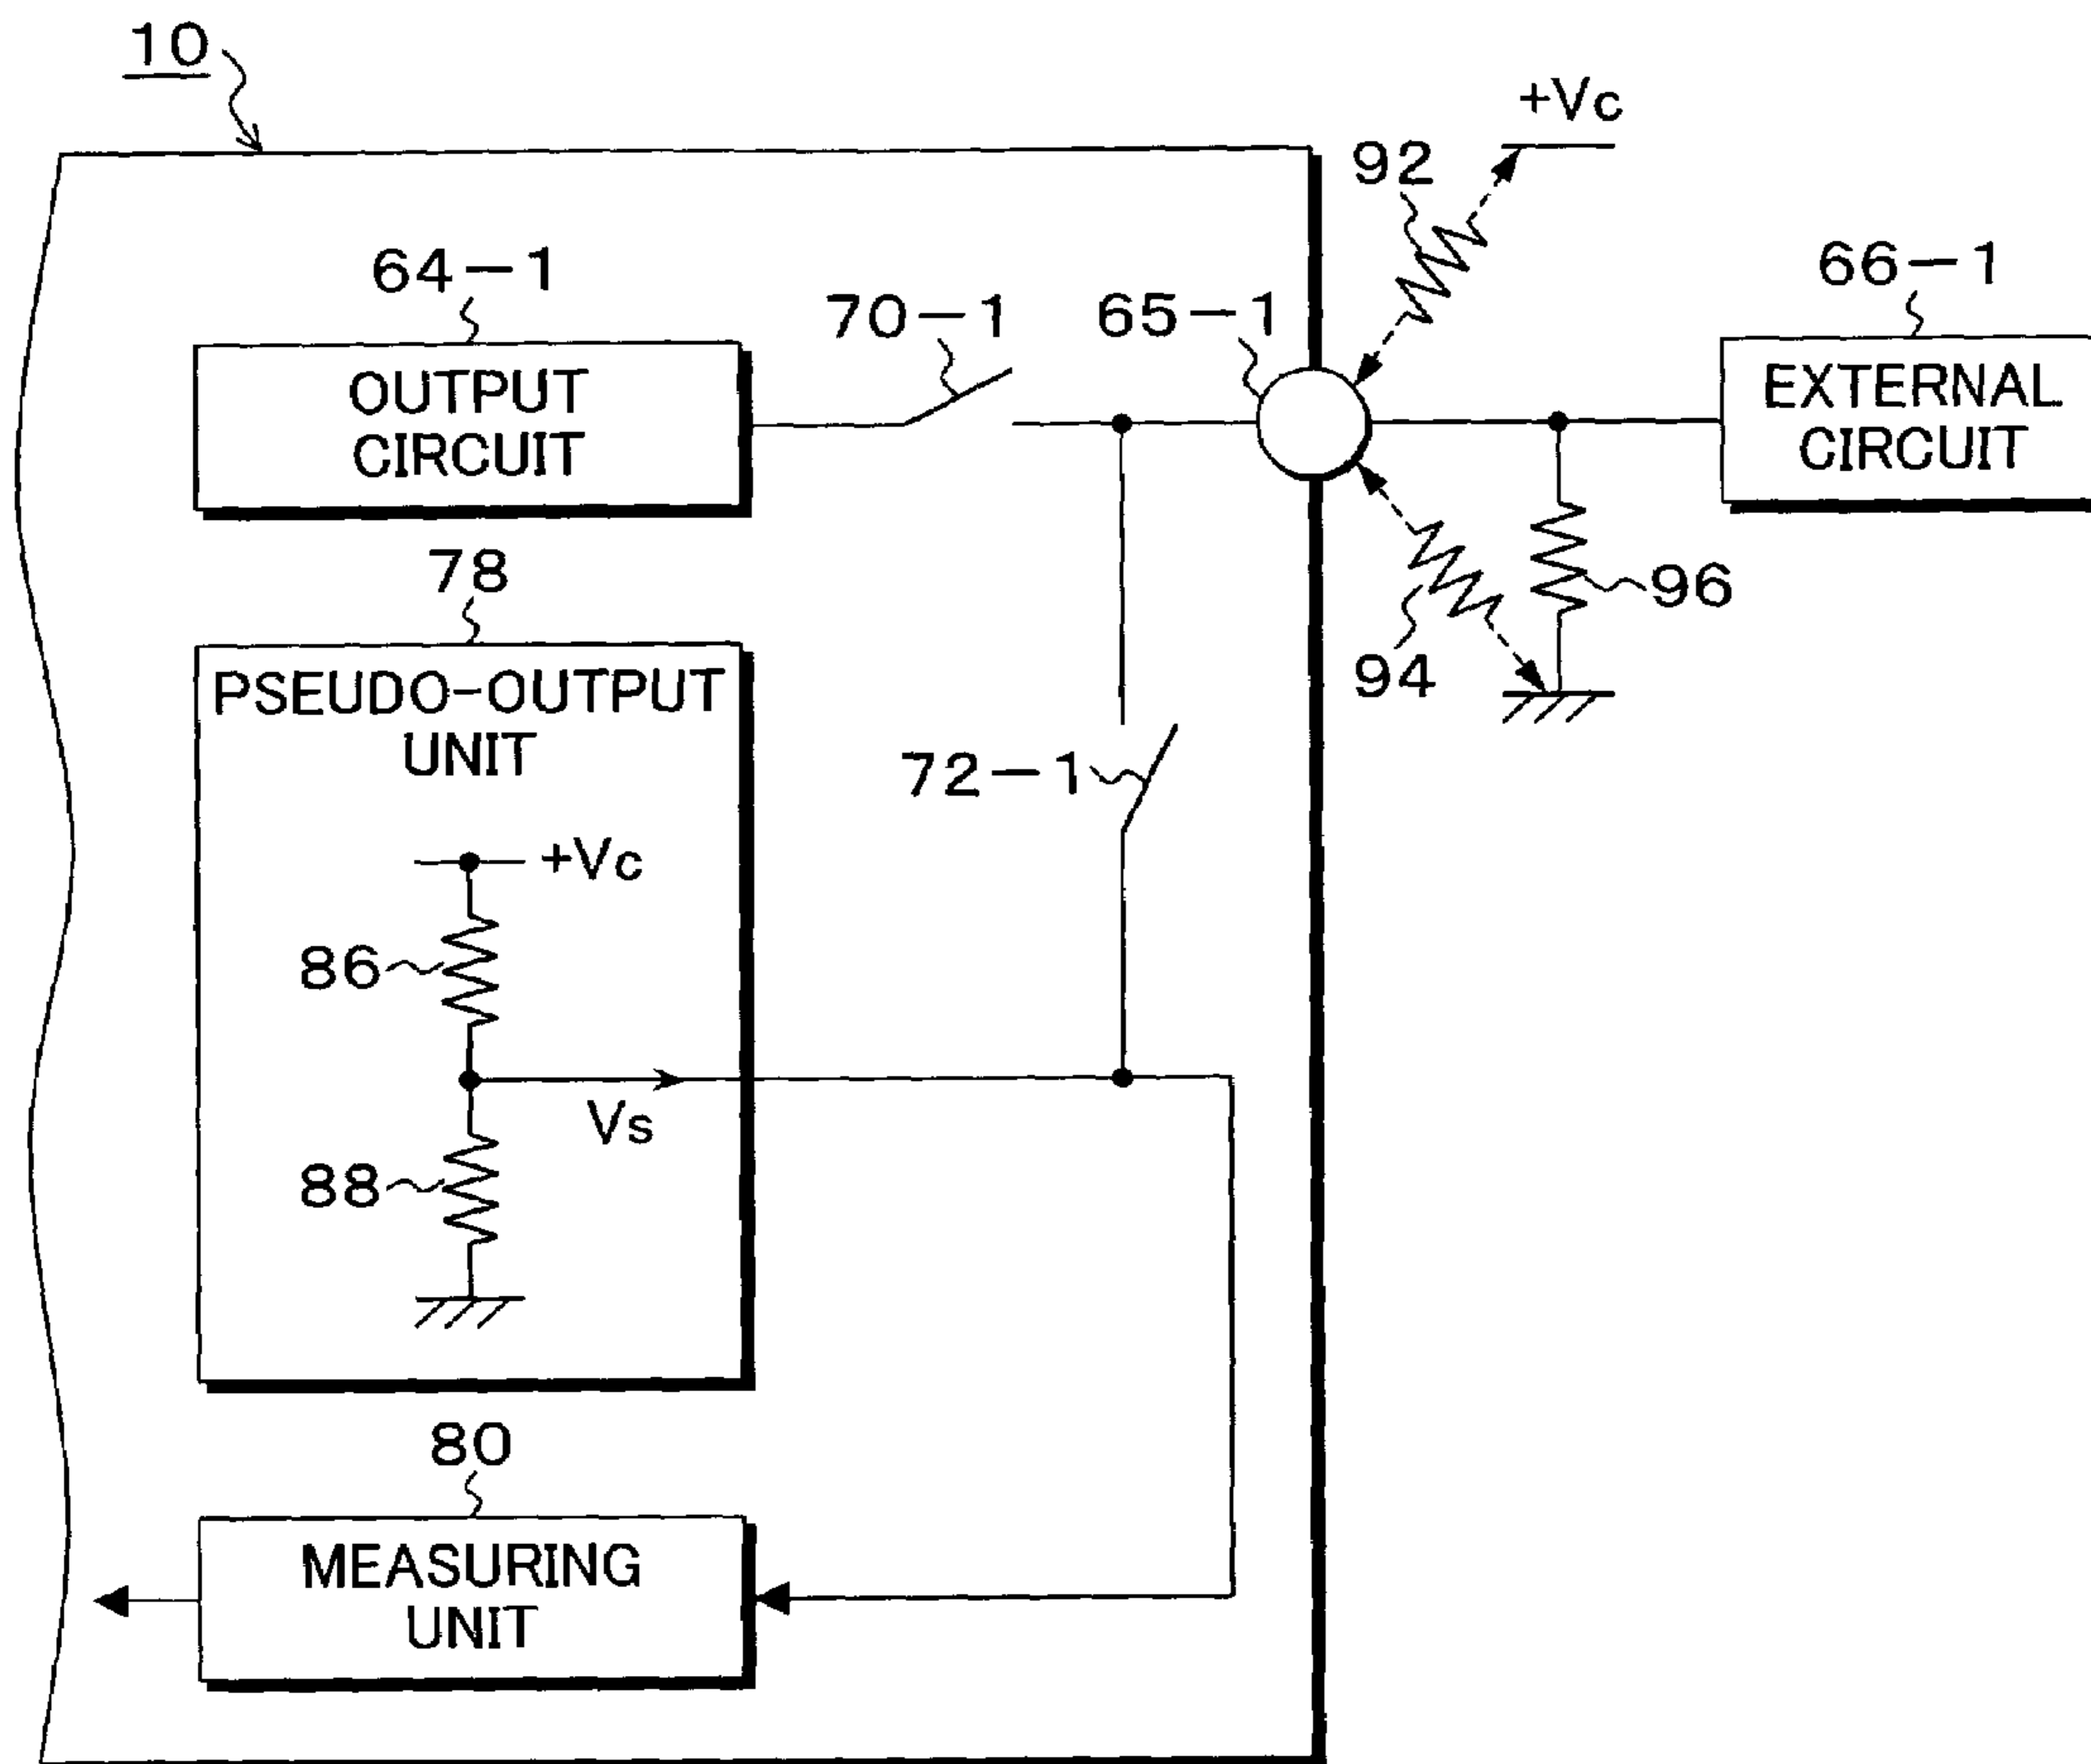 10
+Vc
92
64-1
70-1
65-1
66-1
OUTPUT
CIRCUIT
EXTERNAL
CIRCUIT
78
96
94
PSEUDO-OUTPUT
UNIT
72-1
+Vc
86
Vs
88
80
MEASURING
UNIT